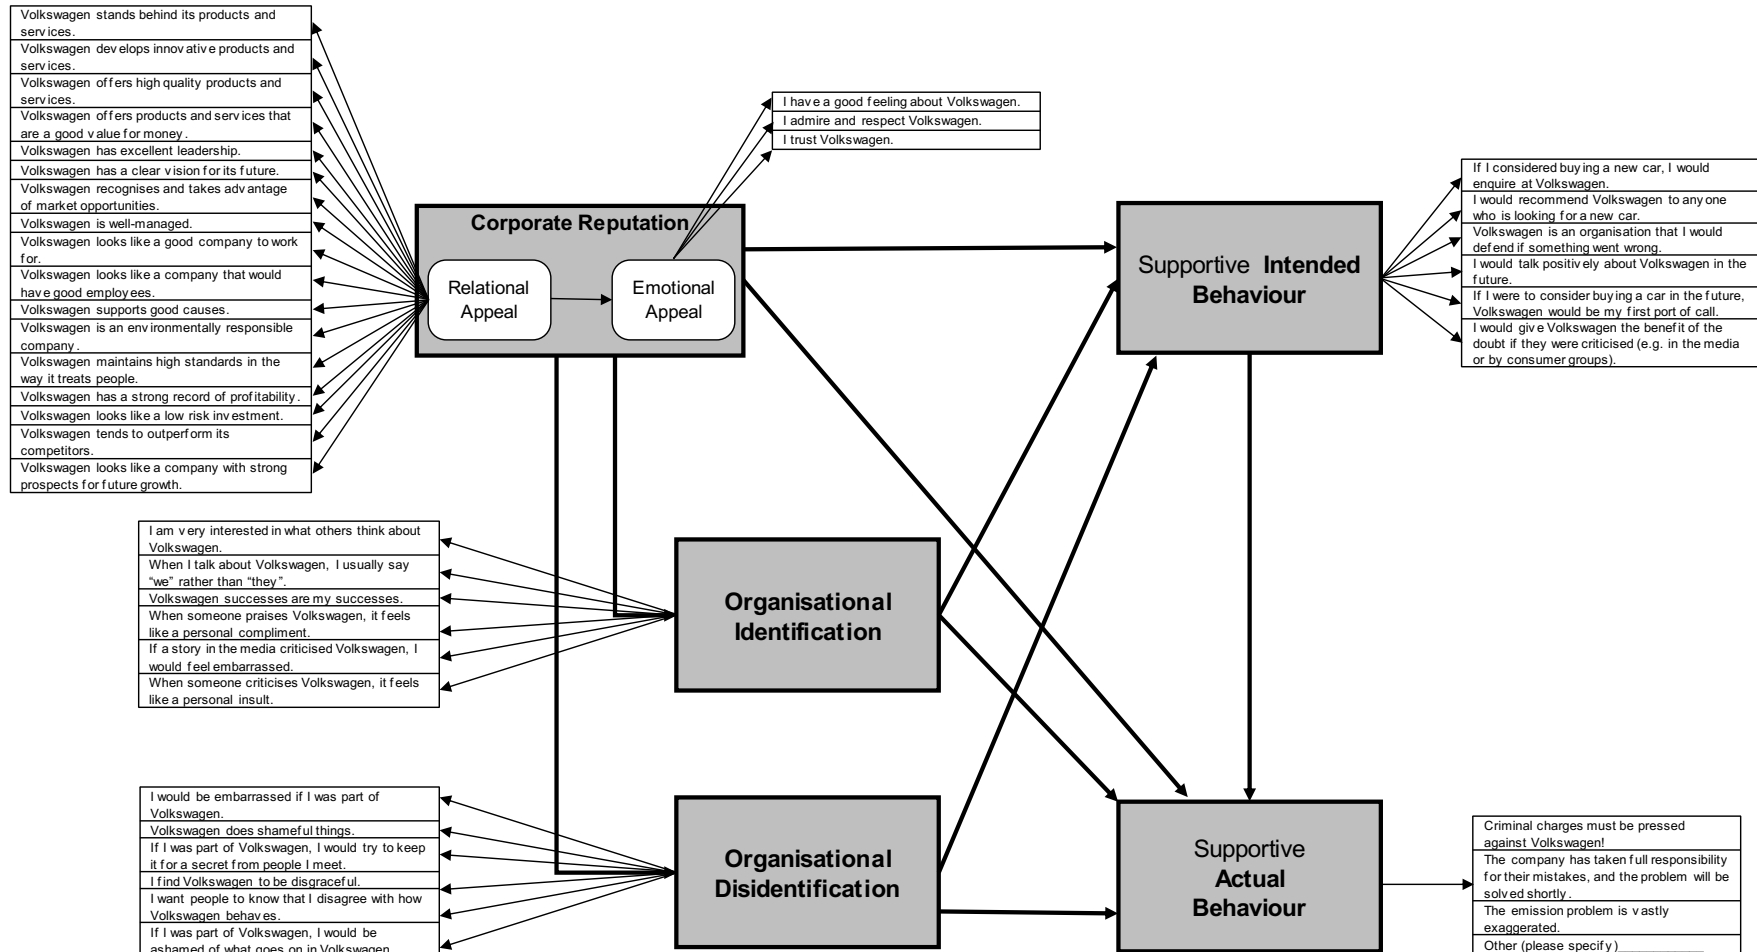 Volkswagen stands behind its products and
services.
Volkswagen develops innovative products and
services.
Volkswagen offers high quality products and
services.
Volkswagen offers products and services that
are a good value for money.
Volkswagen has excellent leadership.
Volkswagen has a clear vision for its future.
Volkswagen recognises and takes advantage
of market opportunities.
Volkswagen is well-managed.
Volkswagen looks like a good company to work
for.
Volkswagen looks like a company that would
have good employees.
Volkswagen supports good causes.
Volkswagen is an environmentally responsible
company.
Volkswagen maintains high standards in the
way it treats people.
Volkswagen has a strong record of profitability.
Volkswagen looks like a low risk investment.
Volkswagen tends to outperform its
competitors.
Volkswagen looks like a company with strong
prospects for future growth.
I have a good feeling about Volkswagen.
I admire and respect Volkswagen.
I trust Volkswagen.
Corporate Reputation
Relational
Appeal
Emotional
Appeal
Supportive Intended
Behaviour
If I considered buying a new car, I would
enquire at Volkswagen.
I would recommend Volkswagen to anyone
who is looking for a new car.
Volkswagen is an organisation that I would
defend if something went wrong.
I would talk positively about Volkswagen in the
future.
If I were to consider buying a car in the future,
Volkswagen would be my first port of call.
I would give Volkswagen the benefit of the
doubt if they were criticised (e.g. in the media
or by consumer groups).
I am very interested in what others think about
Volkswagen.
When I talk about Volkswagen, I usually say
“we” rather than “they”.
Volkswagen successes are my successes.
When someone praises Volkswagen, it feels
like a personal compliment.
If a story in the media criticised Volkswagen, I
would feel embarrassed.
When someone criticises Volkswagen, it feels
like a personal insult.
Organisational
Identification
I would be embarrassed if I was part of
Volkswagen.
Volkswagen does shameful things.
If I was part of Volkswagen, I would try to keep
it for a secret from people I meet.
I find Volkswagen to be disgraceful.
I want people to know that I disagree with how
Volkswagen behaves.
If I was part of Volkswagen, I would be
ashamed of what goes on in Volkswagen
Organisational
Disidentification
Supportive
Actual
Behaviour
Criminal charges must be pressed
against Volkswagen!
The company has taken full responsibility
for their mistakes, and the problem will be
solved shortly.
The emission problem is vastly
exaggerated.
Other (please specify)____________